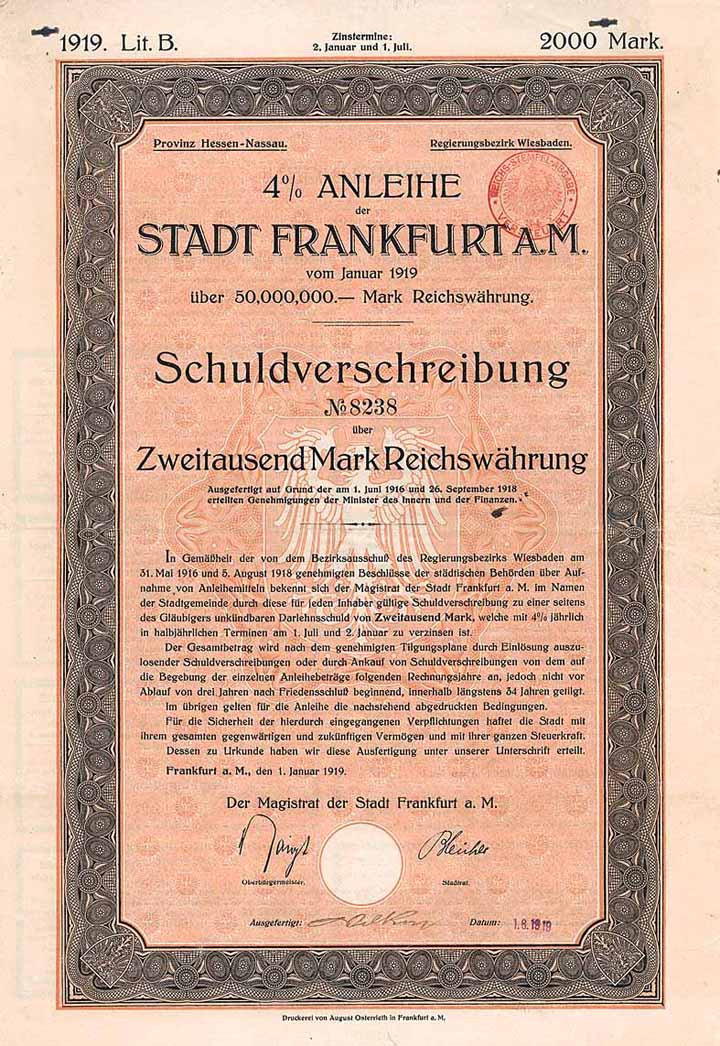 1919. Lit. B.
Zinstermine:
2. Januar und 1. Juli.
2000 Mark.
Provinz Hessen-Nassau.
Regierungsbezirk Wiesbaden.
REICHS-STEMPEL-ABGABE
VERSTEUERT
4% ANLEIHE
der
STADT FRANKFURT A.M.
vom Januar 1919
über 50,000,000.— Mark Reichswährung.
Schuldverschreibung
№ 8238
über
Zweitausend Mark Reichswährung
Ausgefertigt auf Grund der am 1. Juni 1916 und 26. September 1918
erteilten Genehmigungen der Minister des Innern und der Finanzen.
In Gemäßheit der von dem Bezirksausschuß des Regierungsbezirks Wiesbaden am
31. Mai 1916 und 5. August 1918 genehmigten Beschlüsse der städtischen Behörden über Auf-
nahme von Anleihemitteln bekennt sich der Magistrat der Stadt Frankfurt a. M. im Namen
der Stadtgemeinde durch diese für jeden Inhaber gültige Schuldverschreibung zu einer seitens
des Gläubigers unkündbaren Darlehnsschuld von Zweitausend Mark, welche mit 4% jährlich
in halbjährlichen Terminen am 1. Juli und 2. Januar zu verzinsen ist.
Der Gesamtbetrag wird nach dem genehmigten Tilgungsplane durch Einlösung auszu-
losender Schuldverschreibungen oder durch Ankauf von Schuldverschreibungen von dem auf
die Begebung der einzelnen Anleihebeträge folgenden Rechnungsjahre an, jedoch nicht vor
Ablauf von drei Jahren nach Friedensschluß beginnend, innerhalb längstens 34 Jahren getilgt.
Im übrigen gelten für die Anleihe die nachstehend abgedruckten Bedingungen.
Für die Sicherheit der hierdurch eingegangenen Verpflichtungen haftet die Stadt mit
ihrem gesamten gegenwärtigen und zukünftigen Vermögen und mit ihrer ganzen Steuerkraft.
Dessen zu Urkunde haben wir diese Ausfertigung unter unserer Unterschrift erteilt.
Frankfurt a. M., den 1. Januar 1919.
Der Magistrat der Stadt Frankfurt a. M.
Bleicher
Oberbürgermeister.
Stadtrat.
Ausgefertigt:
Datum: 1.8.1919
Druckerei von August Osterrieth in Frankfurt a. M.